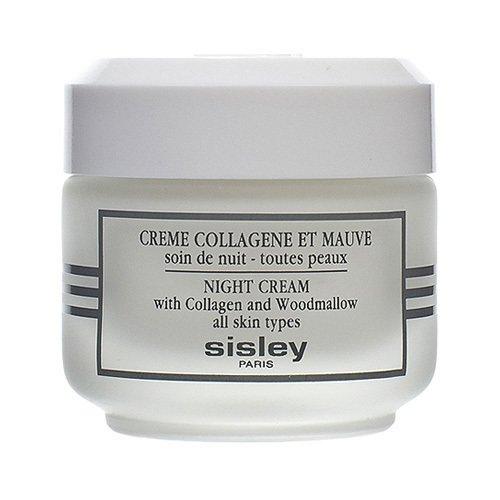 CREME COLLAGENE ET MAUVE
soin de nuit - toutes peaux
NIGHT CREAM
with Collagen and Woodmallow
all skin types
sisley
PARIS